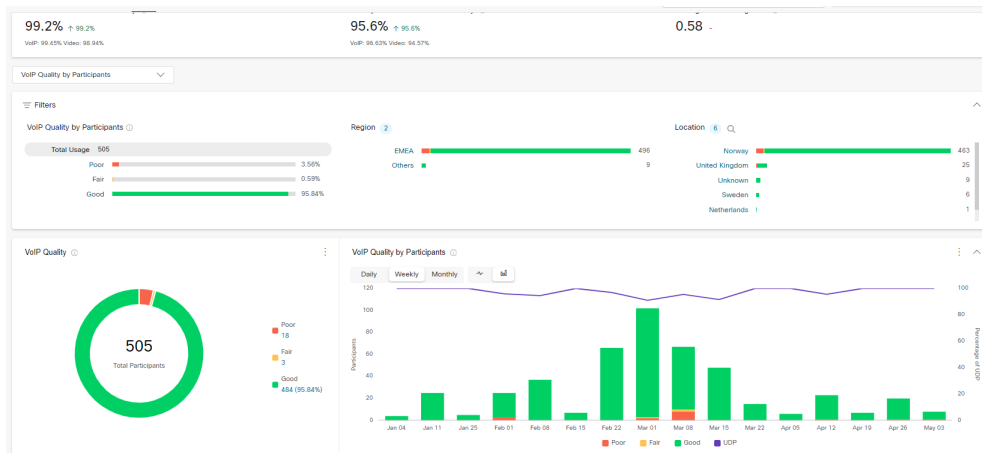 99.2% ↑ 99.2%
VoIP: 99.45% Video: 98.94%
95.6% ↑ 95.6%
VoIP: 96.63% Video: 94.57%
0.58 -
VoIP Quality by Participants
Filters
VoIP Quality by Participants
Total Usage 505
Poor 3.56%
Fair 0.59%
Good 95.84%
Region 2
EMEA 496
Others 9
Location 6
Norway 463
United Kingdom 25
Unknown 9
Sweden 6
Netherlands 1
VoIP Quality
505
Total Participants
Poor
18
Fair
3
Good
484 (95.84%)
VoIP Quality by Participants
Daily Weekly Monthly
Participants
120
100
80
60
40
20
0
100
80
60
40
20
0
Percentage of UDP
Jan 04 Jan 11 Jan 25 Feb 01 Feb 08 Feb 15 Feb 22 Mar 01 Mar 08 Mar 15 Mar 22 Apr 05 Apr 12 Apr 19 Apr 26 May 03
Poor Fair Good UDP